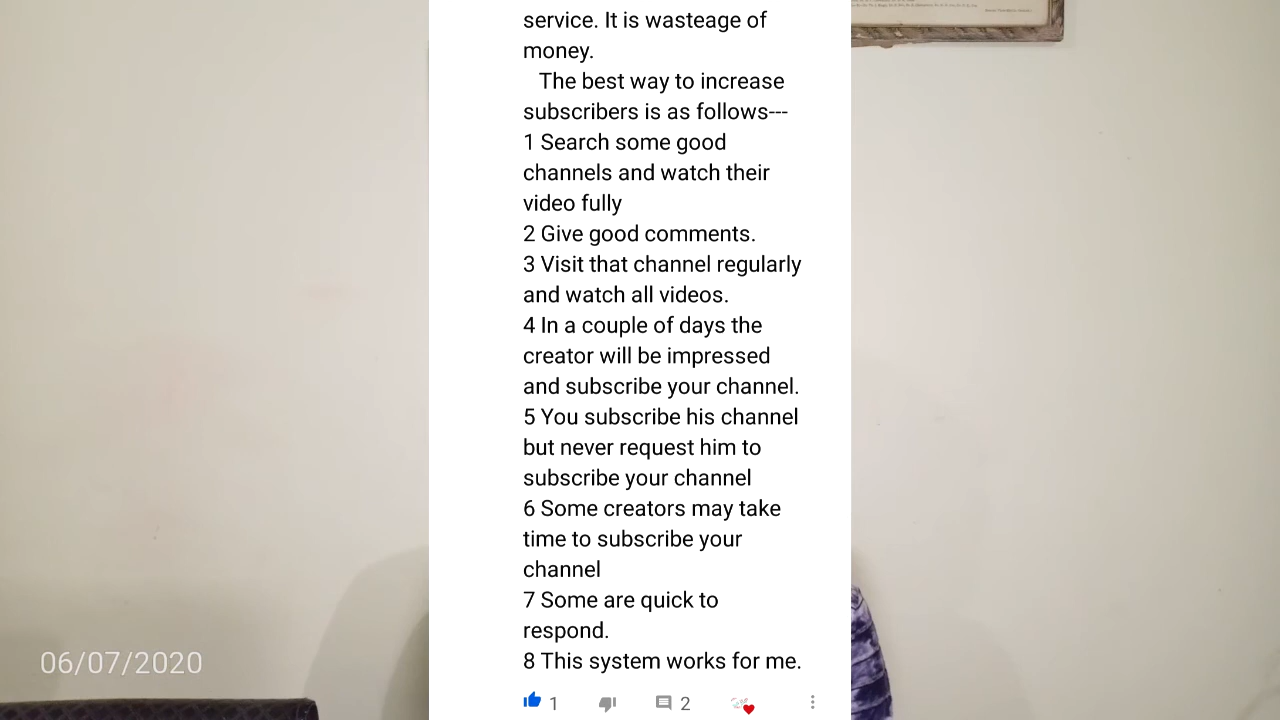 service. It is wasteage of
money.
The best way to increase
subscribers is as follows---
1 Search some good
channels and watch their
video fully
2 Give good comments.
3 Visit that channel regularly
and watch all videos.
4 In a couple of days the
creator will be impressed
and subscribe your channel.
5 You subscribe his channel
but never request him to
subscribe your channel
6 Some creators may take
time to subscribe your
channel
7 Some are quick to
respond.
8 This system works for me.
1
2
06/07/2020